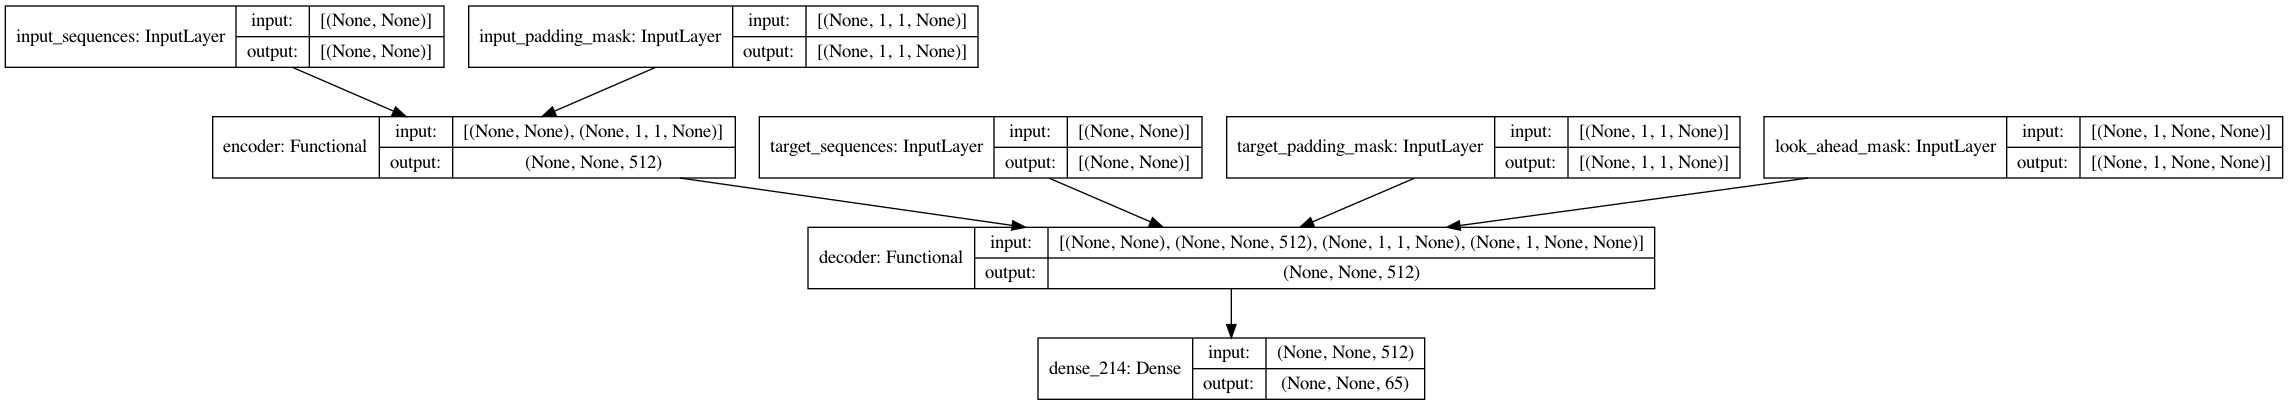 input_sequences: InputLayer
input: [(None, None)]
output: [(None, None)]
input_padding_mask: InputLayer
input: [(None, 1, 1, None)]
output: [(None, 1, 1, None)]
encoder: Functional
input: [(None, None), (None, 1, 1, None)]
output: (None, None, 512)
target_sequences: InputLayer
input: [(None, None)]
output: [(None, None)]
target_padding_mask: InputLayer
input: [(None, 1, 1, None)]
output: [(None, 1, 1, None)]
look_ahead_mask: InputLayer
input: [(None, 1, None, None)]
output: [(None, 1, None, None)]
decoder: Functional
input: [(None, None), (None, None, 512), (None, 1, 1, None), (None, 1, None, None)]
output: (None, None, 512)
dense_214: Dense
input: (None, None, 512)
output: (None, None, 65)